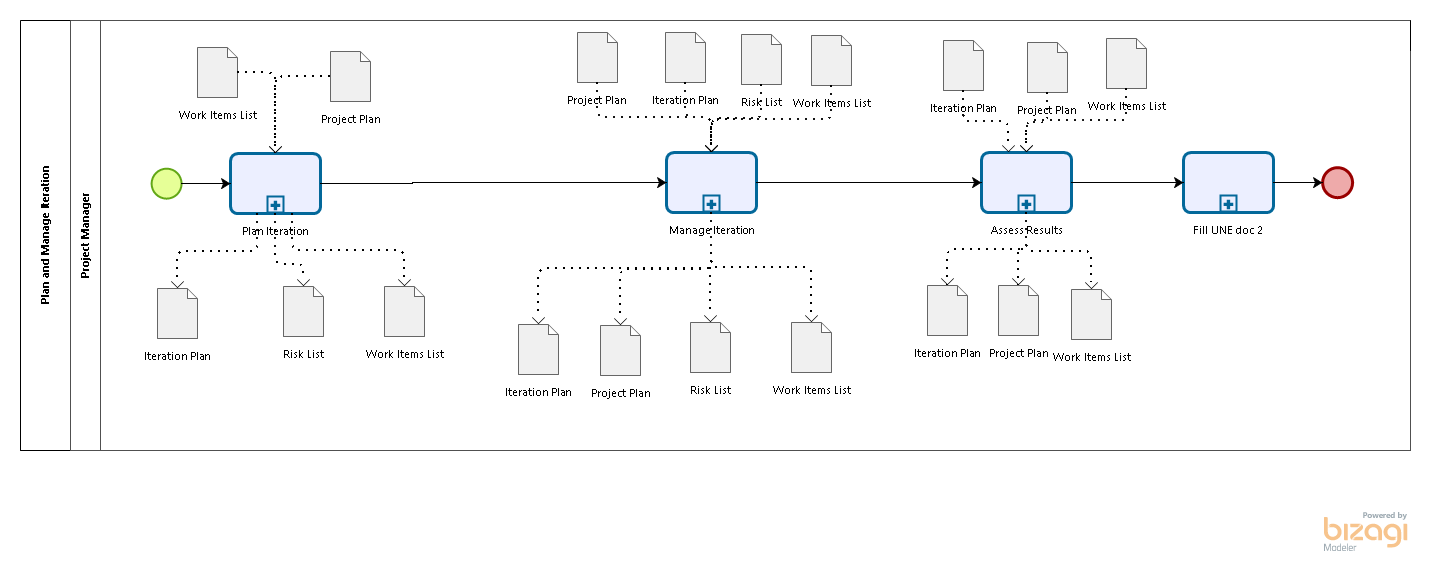 Plan and Manage Iteration
Project Manager
Work Items List
Project Plan
Project Plan
Iteration Plan
Risk List
Work Items List
Iteration Plan
Project Plan
Work Items List
Plan Iteration
Manage Iteration
Assess Results
Fill UNE doc 2
Iteration Plan
Risk List
Work Items List
Iteration Plan
Project Plan
Risk List
Work Items List
Iteration Plan
Project Plan
Work Items List
Powered by
bizagi
Modeler